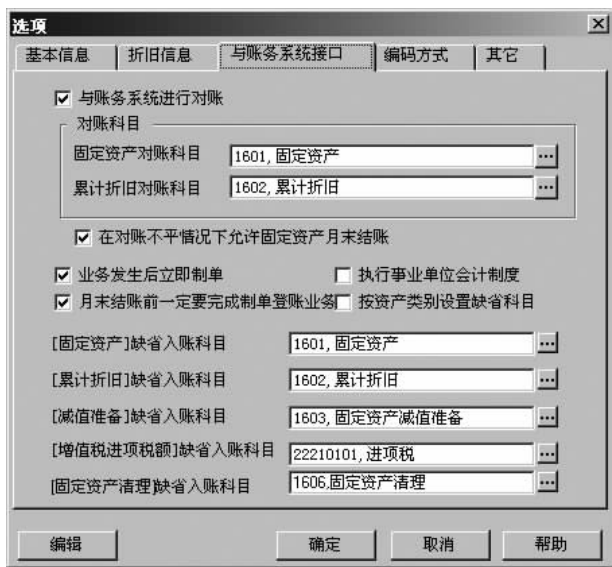 选项
基本信息 折旧信息 与账务系统接口 编码方式 其它
与账务系统进行对账
对账科目
固定资产对账科目 1601, 固定资产
累计折旧对账科目 1602, 累计折旧
在对账不平情况下允许固定资产月末结账
业务发生后立即制单 执行事业单位会计制度
月末结账前一定要完成制单登账业务 按资产类别设置缺省科目
[固定资产]缺省入账科目 1601, 固定资产
[累计折旧]缺省入账科目 1602, 累计折旧
[减值准备]缺省入账科目 1603, 固定资产减值准备
[增值税进项税额]缺省入账科目 22210101, 进项税
[固定资产清理]缺省入账科目 1606,固定资产清理
编辑 确定 取消 帮助